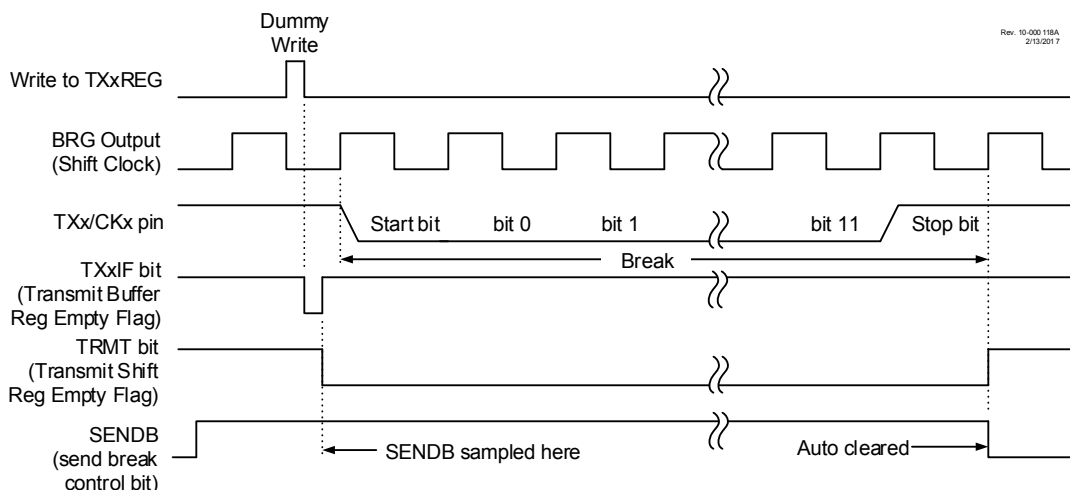 Dummy
Write
Rev. 10-000118A
2/13/2017
Write to TXxREG
BRG Output
(Shift Clock)
TXx/CKx pin
Start bit
bit 0
bit 1
bit 11
Stop bit
Break
TXxIF bit
(Transmit Buffer
Reg Empty Flag)
TRMT bit
(Transmit Shift
Reg Empty Flag)
SENDB
(send break
control bit)
SENDB sampled here
Auto cleared